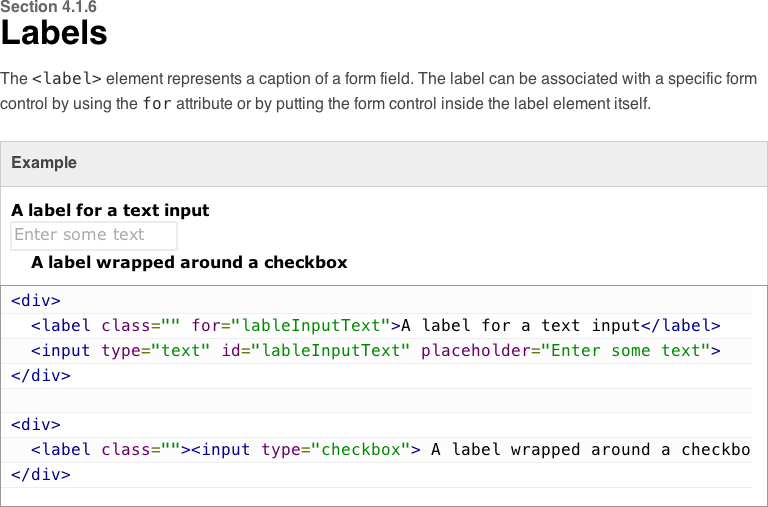 Section 4.1.6
Labels
The <label> element represents a caption of a form field. The label can be associated with a specific form
control by using the for attribute or by putting the form control inside the label element itself.
Example
A label for a text input
Enter some text
A label wrapped around a checkbox
<div>
  <label class="" for="lableInputText">A label for a text input</label>
  <input type="text" id="lableInputText" placeholder="Enter some text">
</div>

<div>
  <label class=""><input type="checkbox"> A label wrapped around a checkbo
</div>